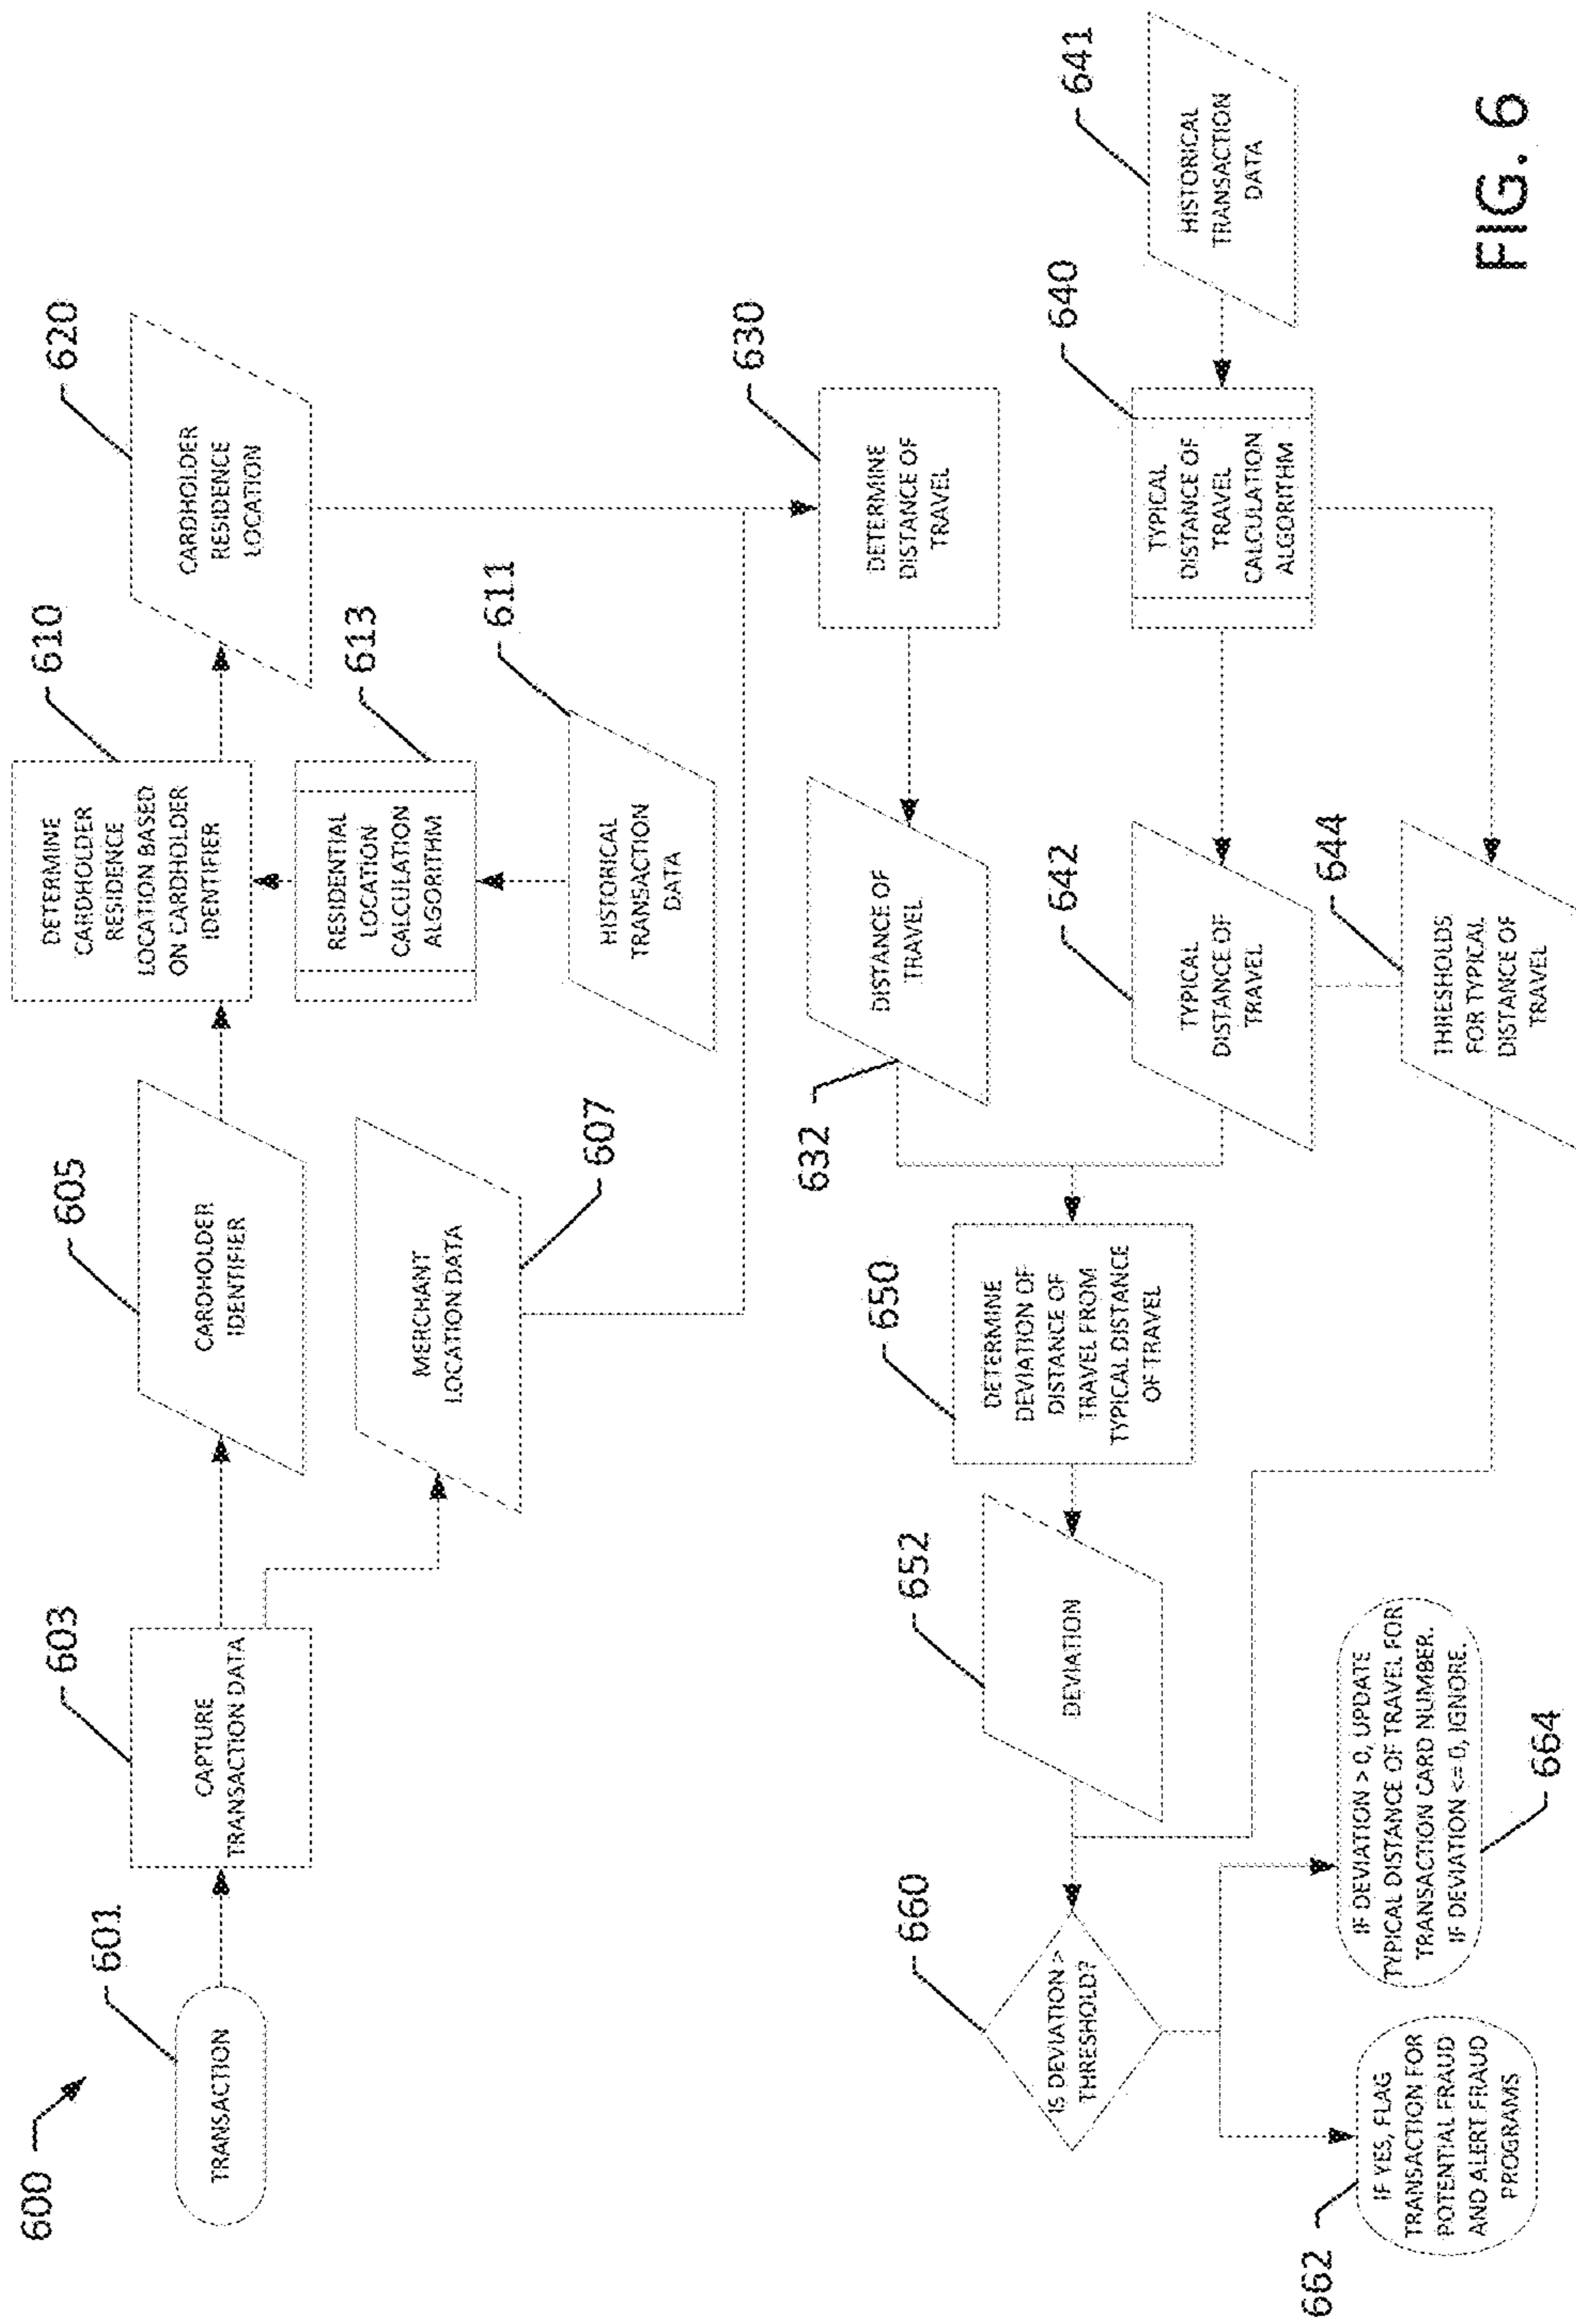 600
601
TRANSACTION
603
CAPTURE
TRANSACTION DATA
605
CARDHOLDER
IDENTIFIER
607
MERCHANT
LOCATION DATA
610
DETERMINE
CARDHOLDER
RESIDENCE
LOCATION BASED
ON CARDHOLDER
IDENTIFIER
613
RESIDENTIAL
LOCATION
CALCULATION
ALGORITHM
611
HISTORICAL
TRANSACTION
DATA
620
CARDHOLDER
RESIDENCE
LOCATION
630
DETERMINE
DISTANCE OF
TRAVEL
632
DISTANCE OF
TRAVEL
641
HISTORICAL
TRANSACTION
DATA
640
TYPICAL
DISTANCE OF
TRAVEL
CALCULATION
ALGORITHM
642
TYPICAL
DISTANCE OF
TRAVEL
644
THRESHOLDS
FOR TYPICAL
DISTANCE OF
TRAVEL
650
DETERMINE
DEVIATION OF
DISTANCE OF
TRAVEL FROM
TYPICAL DISTANCE
OF TRAVEL
652
DEVIATION
660
IS DEVIATION >
THRESHOLD?
662
IF YES, FLAG
TRANSACTION FOR
POTENTIAL FRAUD
AND ALERT FRAUD
PROGRAMS
664
IF DEVIATION > 0, UPDATE
TYPICAL DISTANCE OF TRAVEL FOR
TRANSACTION CARD NUMBER.
IF DEVIATION <= 0, IGNORE.
FIG. 6